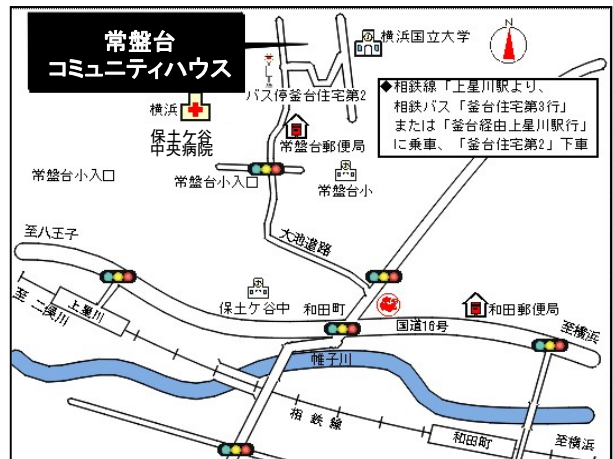 常盤台
コミュニティハウス
横浜国立大学
N
バス停釜台住宅第2
◆相鉄線「上星川駅より、
相鉄バス「釜台住宅第3行」
または「釜台経由上星川駅行」
に乗車、「釜台住宅第2」下車
横浜
保土ケ谷
中央病院
常盤台郵便局
常盤台小入口
常盤台小入口
常盤台小
大池道路
至八王子
保土ケ谷中
和田町
和田郵便局
至二俣川
上星川
国道16号
至横浜
帷子川
相鉄線
和田町
至横浜